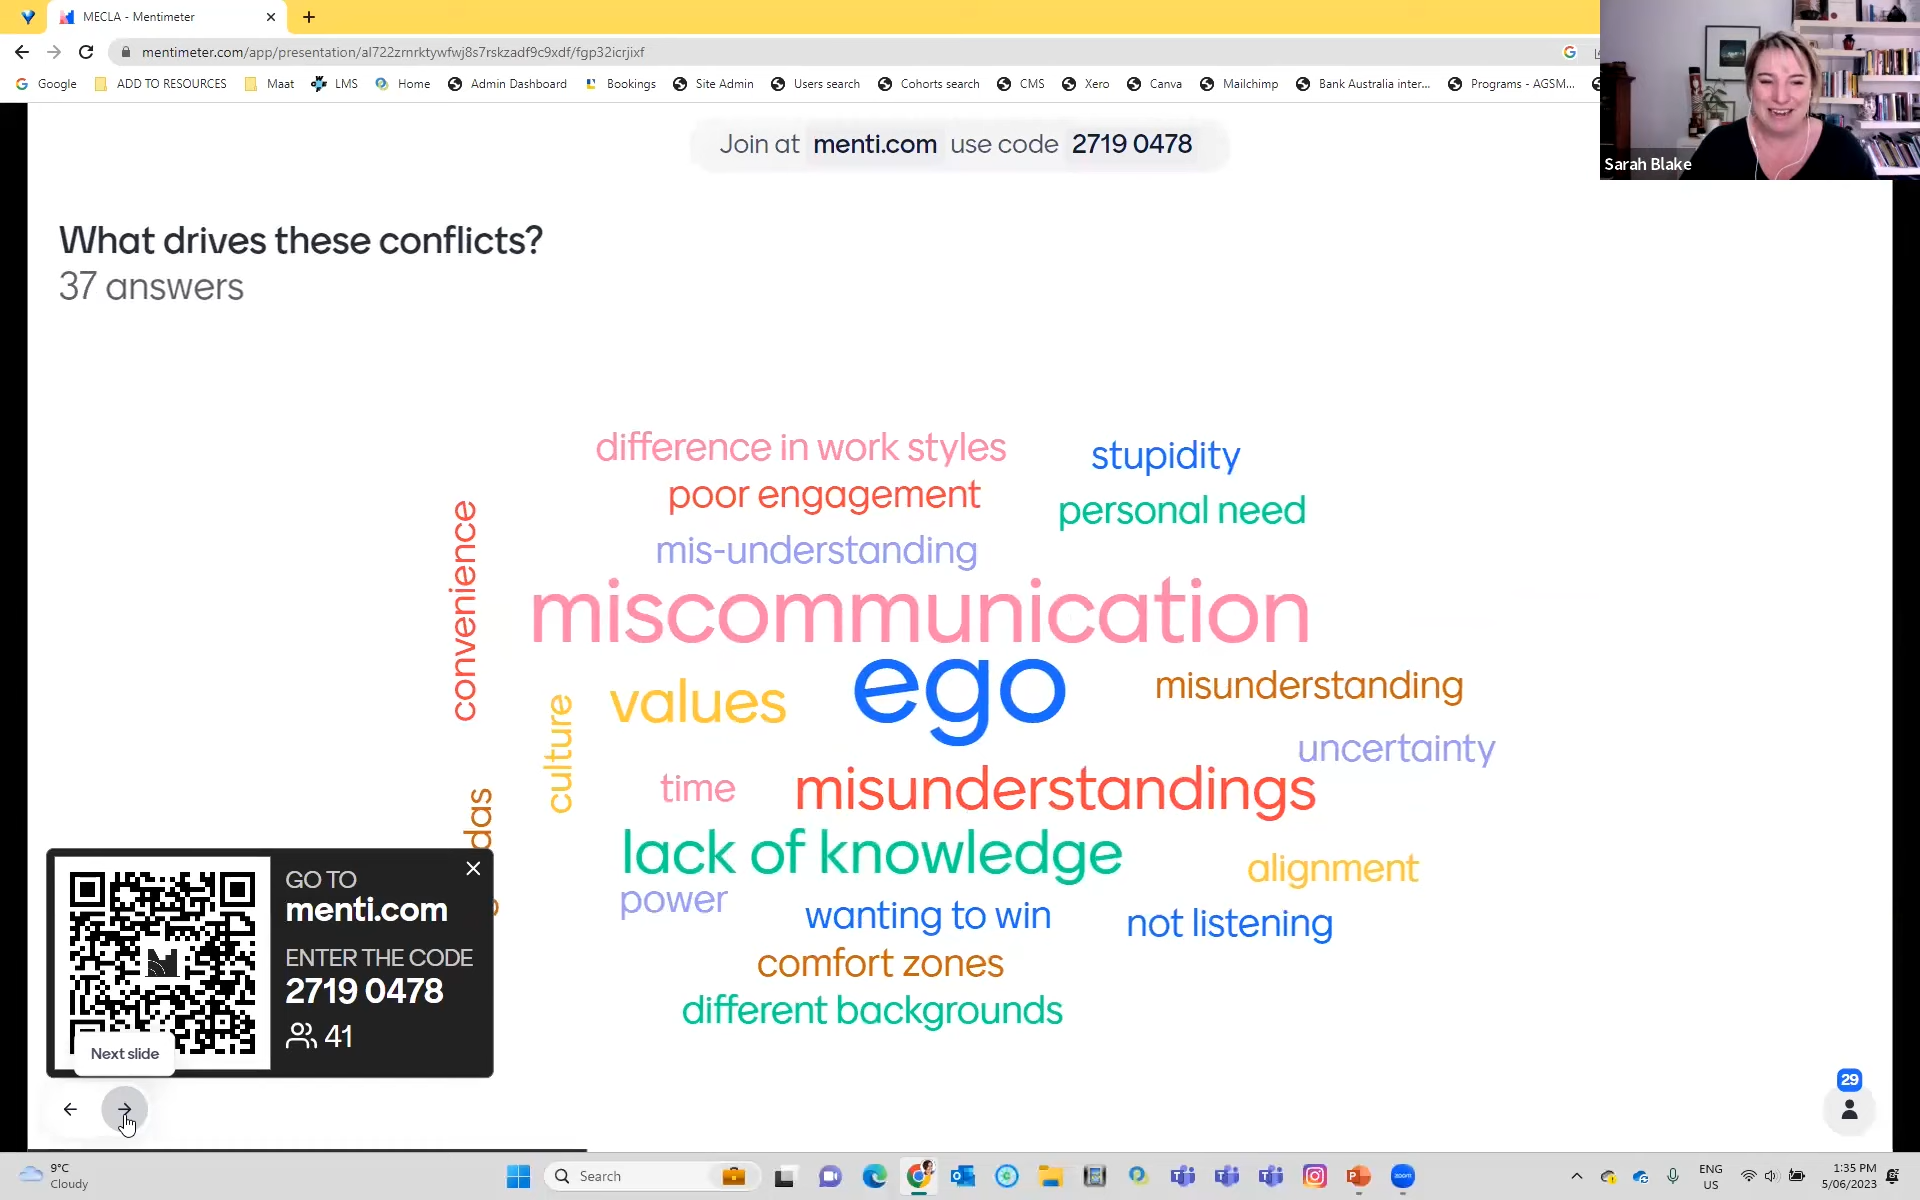 MECLA - Mentimeter
mentimeter.com/app/presentation/al722zrnrktywfwj8s7rskzadf9c9xdf/fgp32icrjixf
Google ADD TO RESOURCES Maat LMS Home Admin Dashboard Bookings Site Admin Users search Cohorts search CMS Xero Canva Mailchimp Bank Australia inter... Programs - AGSM...
Sarah Blake
Join at menti.com use code 2719 0478
What drives these conflicts?
37 answers
difference in work styles
stupidity
poor engagement
personal need
mis-understanding
convenience
miscommunication
ego
values
misunderstanding
culture
uncertainty
time
misunderstandings
das
lack of knowledge
alignment
power
wanting to win
not listening
comfort zones
different backgrounds
GO TO
menti.com
ENTER THE CODE
2719 0478
41
Next slide
29
9°C
Cloudy
Search
zoom
ENG
US
1:35 PM
5/06/2023